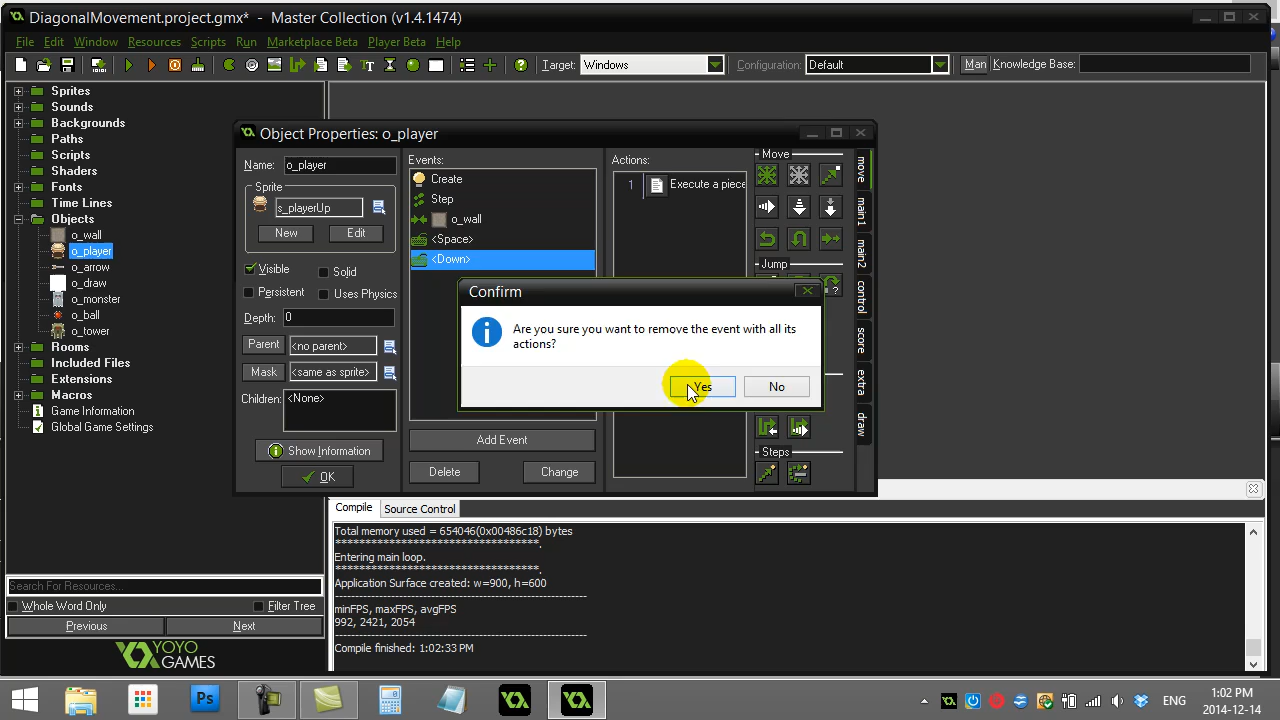 DiagonalMovement.project.gmx* - Master Collection (v1.4.1474)
File Edit Window Resources Scripts Run Marketplace Beta Player Beta Help
Target: Windows Configuration: Default Man Knowledge Base:
Sprites
Sounds
Backgrounds
Paths
Scripts
Shaders
Fonts
Time Lines
Objects
o_wall
o_player
o_arrow
o_draw
o_monster
o_ball
o_tower
Rooms
Included Files
Extensions
Macros
Game Information
Global Game Settings
Search For Resources...
Whole Word Only Filter Tree
Previous Next
YOYO
GAMES
Object Properties: o_player
Name: o_player
Sprite
s_playerUp
New Edit
Visible Solid
Persistent Uses Physics
Depth: 0
Parent <no parent>
Mask <same as sprite>
Children: <None>
Show Information
OK
Events:
Create
Step
o_wall
<Space>
<Down>
Add Event
Delete Change
Actions:
1 Execute a piece
Move
Jump
Steps
move
main1
main2
control
score
extra
draw
Confirm
Are you sure you want to remove the event with all its
actions?
Yes No
Compile Source Control
Total memory used = 654046(0x00486c18) bytes
***************************************.
Entering main loop.
***************************************.
Application Surface created: w=900, h=600
---------------------------------------------------------------
minFPS, maxFPS, avgFPS
992, 2421, 2054
---------------------------------------------------------------
Compile finished: 1:02:33 PM
Ps
ENG
1:02 PM
2014-12-14